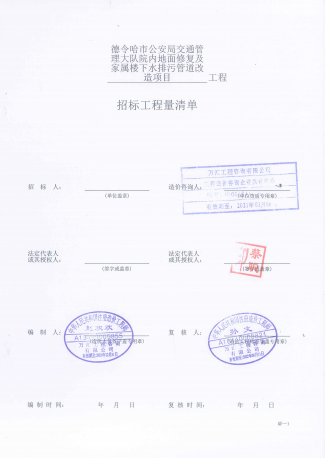 德令哈市公安局交通管
理大队院内地面修复及
家属楼下水排污管道改
造项目 工程
招标工程量清单
招 标 人:
(单位盖章)
造价咨询人:
(单位资质专用章)
法定代表人
或其授权人:
(签字或盖章)
法定代表人
或其授权人:
(签字或盖章)
编 制 人:
复 核 人:
编 制 时 间: 年 月 日
复 核 时 间: 年 月 日
扉—1